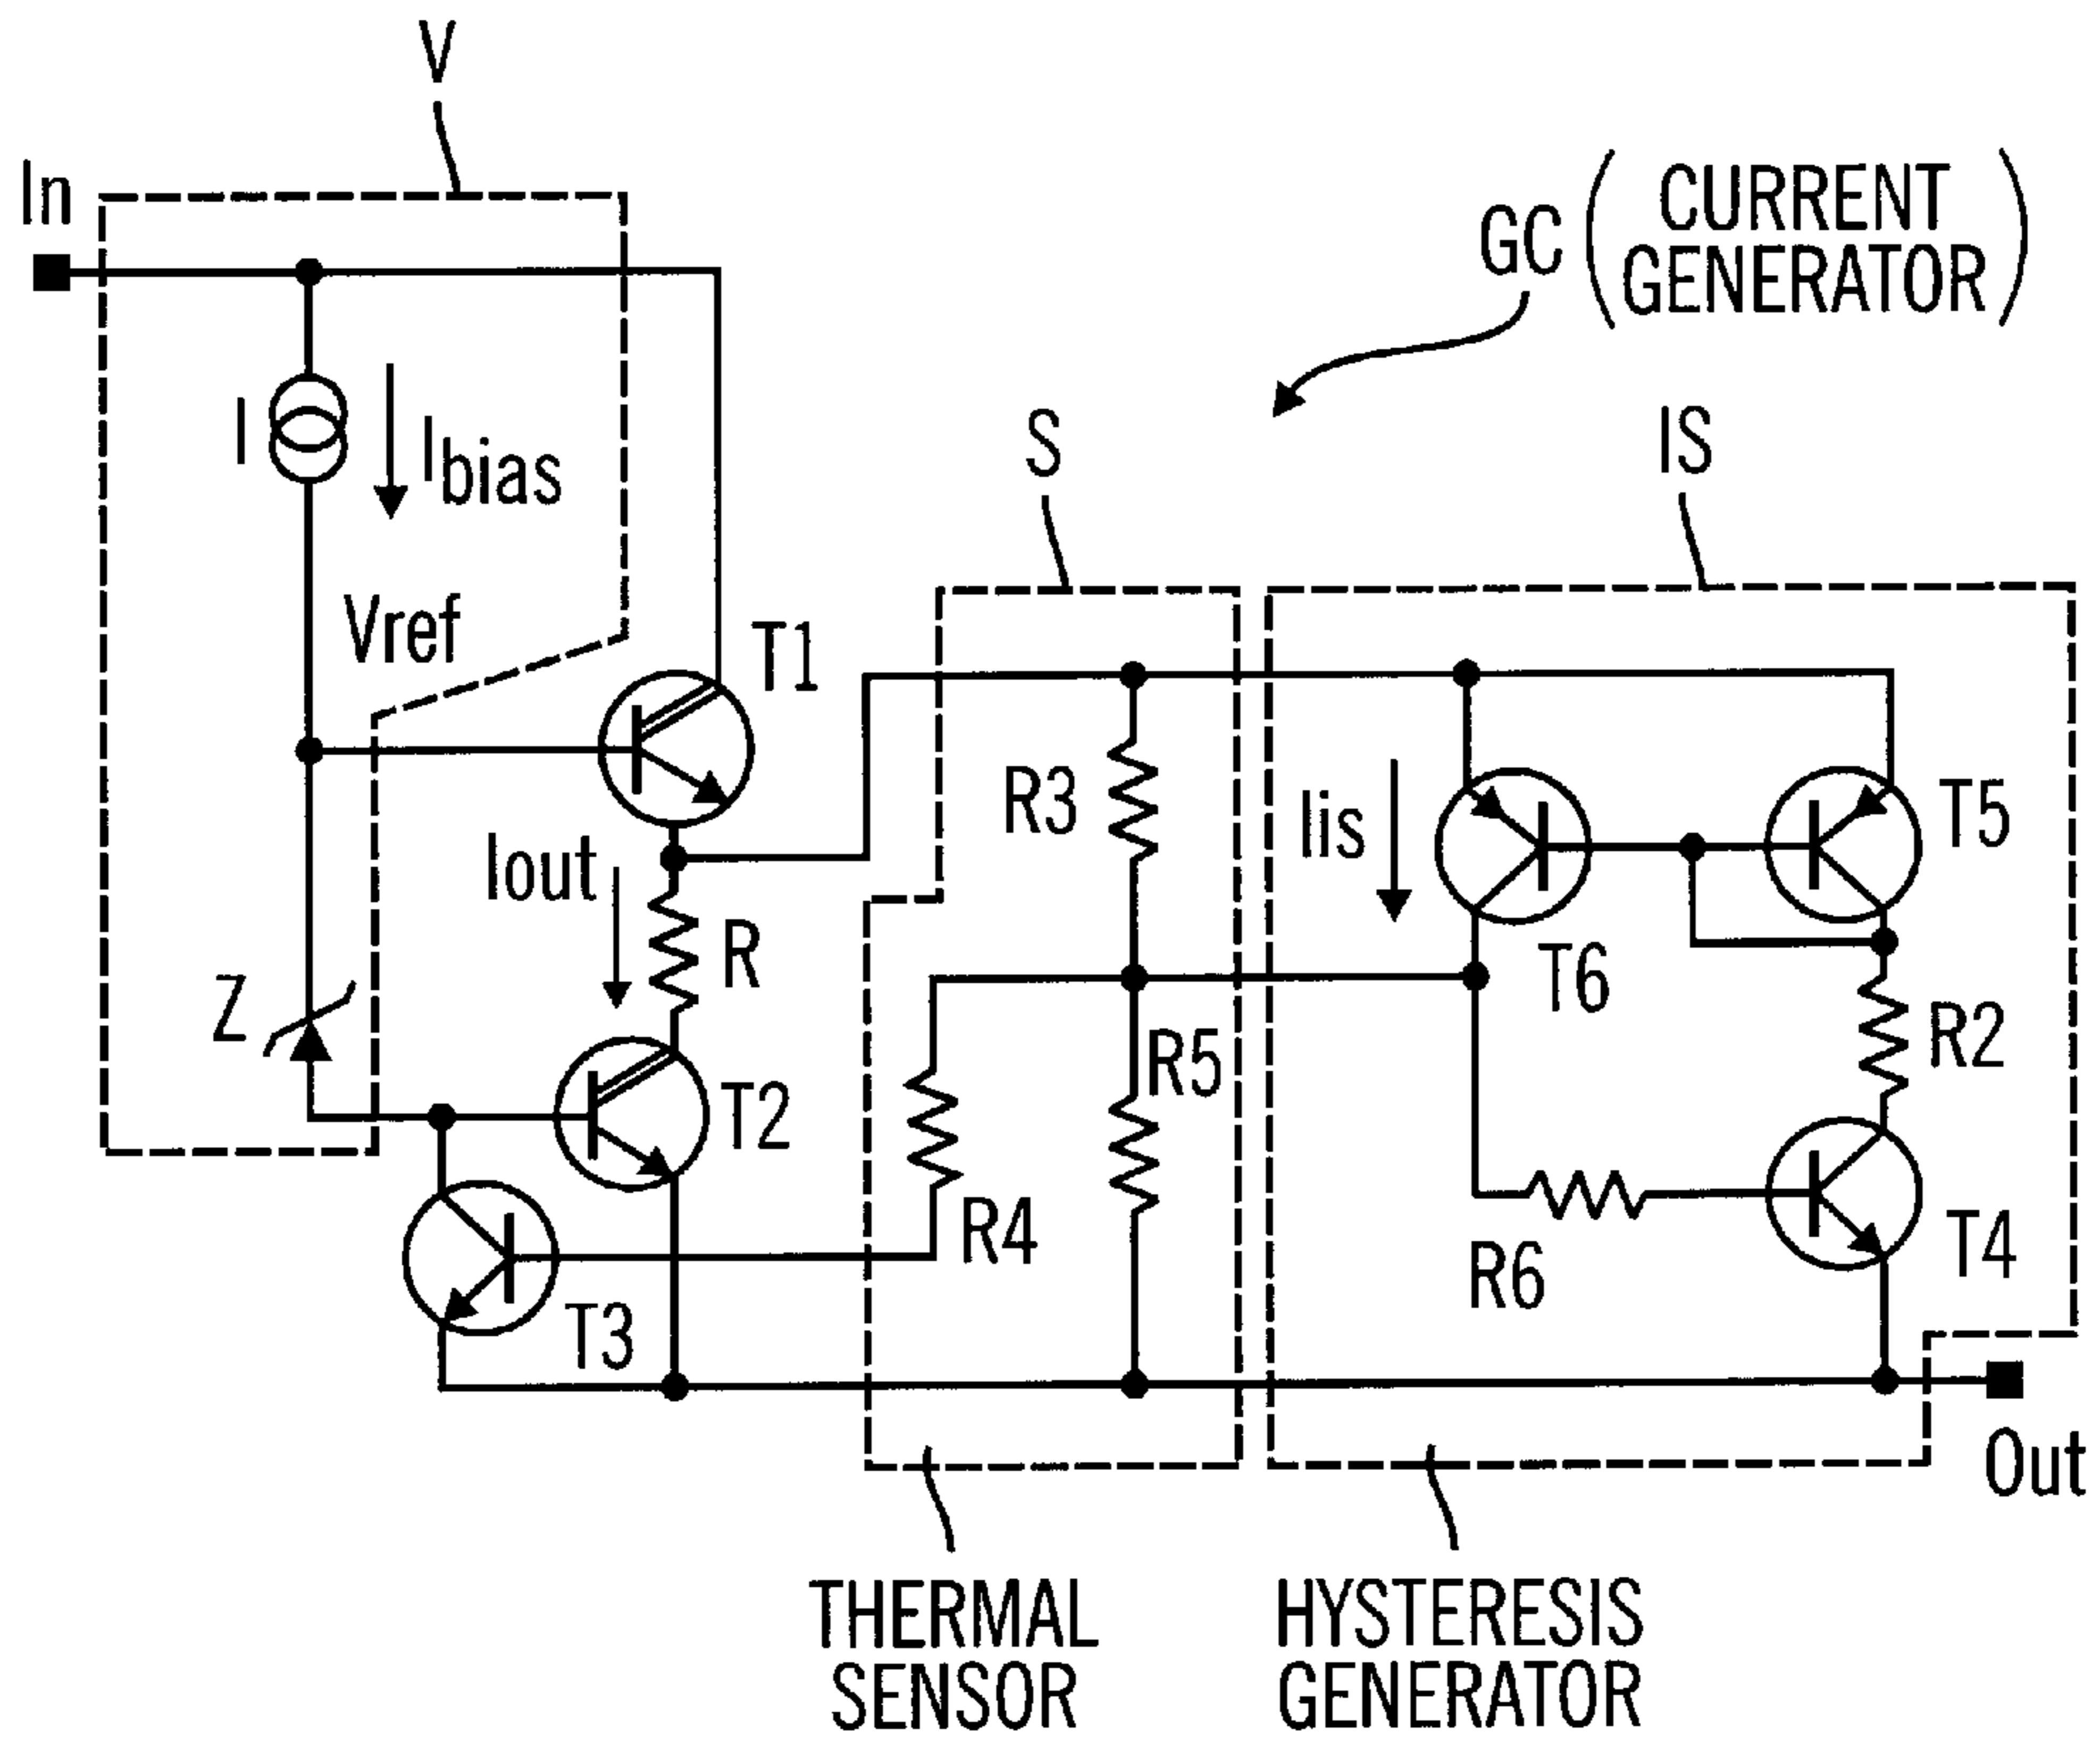 V
In
GC ( CURRENT
GENERATOR )
I
Ibias
S
IS
Vref
T1
R3
Iis
T5
Iout
R
T6
Z
R5
R2
T2
R4
T4
R6
T3
Out
THERMAL
SENSOR
HYSTERESIS
GENERATOR